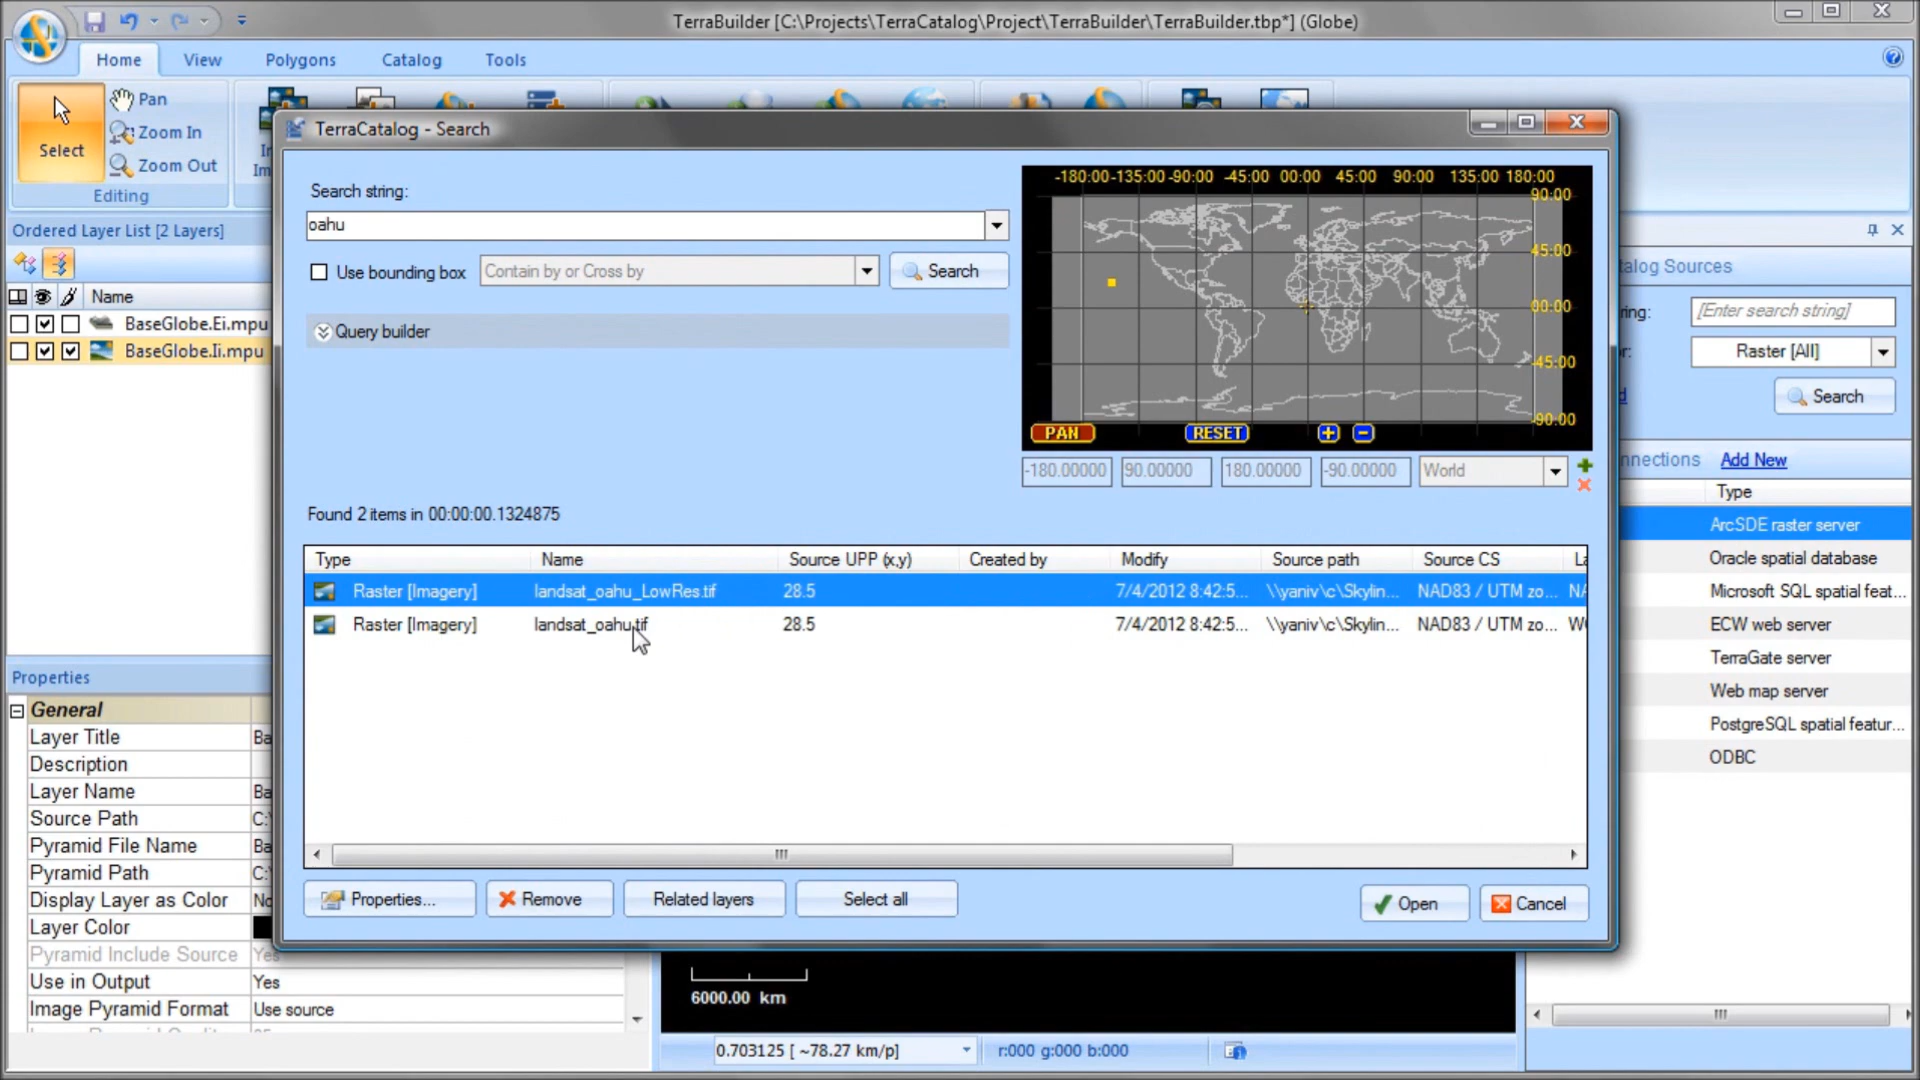 TerraBuilder [C:\Projects\TerraCatalog\Project\TerraBuilder\TerraBuilder.tbp*] (Globe)
Home View Polygons Catalog Tools
Select
Pan
Zoom In
Zoom Out
Editing
Ordered Layer List [2 Layers]
Name
BaseGlobe.Ei.mpu
BaseGlobe.Ii.mpu
Properties
General
Layer Title
Description
Layer Name
Source Path
Pyramid File Name
Pyramid Path
Display Layer as Color
Layer Color
Pyramid Include Source Yes
Use in Output Yes
Image Pyramid Format Use source
TerraCatalog - Search
Search string:
oahu
Use bounding box Contain by or Cross by Search
Query builder
-180:00 -135:00 -90:00 -45:00 00:00 45:00 90:00 135:00 180:00
90:00
45:00
00:00
-45:00
-90:00
PAN RESET + -
-180.00000 90.00000 180.00000 -90.00000 World
Found 2 items in 00:00:00.1324875
Type Name Source UPP (x,y) Created by Modify Source path Source CS
Raster [Imagery] landsat_oahu_LowRes.tif 28.5 7/4/2012 8:42:5... \\yaniv\c\Skylin... NAD83 / UTM zo...
Raster [Imagery] landsat_oahu.tif 28.5 7/4/2012 8:42:5... \\yaniv\c\Skylin... NAD83 / UTM zo...
Properties... Remove Related layers Select all Open Cancel
6000.00 km
0.703125 [ ~78.27 km/p] r:000 g:000 b:000
Sources
[Enter search string]
Raster [All]
Search
Add New
Type
ArcSDE raster server
Oracle spatial database
Microsoft SQL spatial feat...
ECW web server
TerraGate server
Web map server
PostgreSQL spatial featur...
ODBC